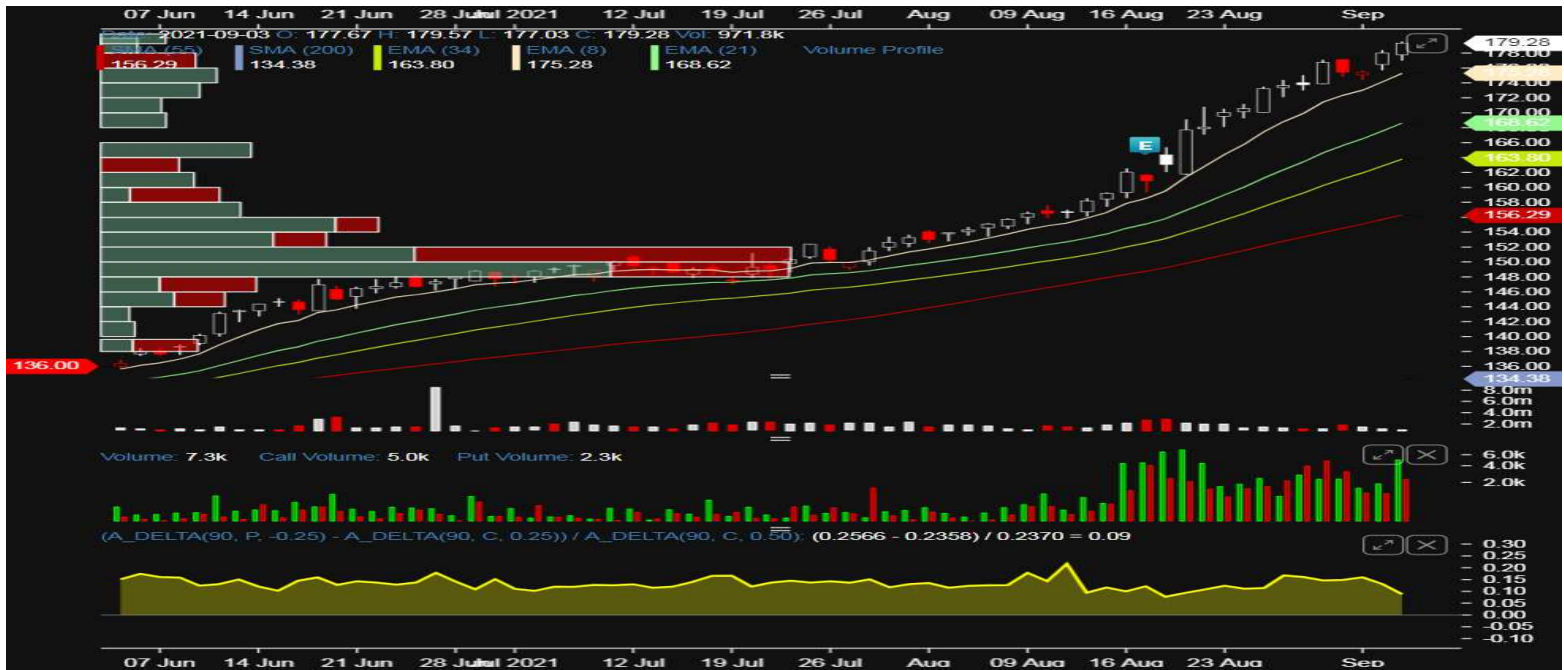 07 Jun 14 Jun 21 Jun 28 Jun Jul 2021 12 Jul 19 Jul 26 Jul Aug 09 Aug 16 Aug 23 Aug Sep
Date: 2021-09-03 O: 177.67 H: 179.57 L: 177.03 C: 179.28 Vol: 971.8k
SMA (55) SMA (200) EMA (34) EMA (8) EMA (21) Volume Profile
156.29 134.38 163.80 175.28 168.62
179.28
178.00
174.00
172.00
170.00
168.62
166.00
163.80
162.00
160.00
158.00
156.29
154.00
152.00
150.00
148.00
146.00
144.00
142.00
140.00
138.00
136.00
136.00
134.38
E
8.0m
6.0m
4.0m
2.0m
Volume: 7.3k Call Volume: 5.0k Put Volume: 2.3k
6.0k
4.0k
2.0k
(A_DELTA(90, P, -0.25) - A_DELTA(90, C, 0.25)) / A_DELTA(90, C, 0.50): (0.2566 - 0.2358) / 0.2370 = 0.09
0.30
0.25
0.20
0.15
0.10
0.05
0.00
-0.05
-0.10
07 Jun 14 Jun 21 Jun 28 Jun Jul 2021 12 Jul 19 Jul 26 Jul Aug 09 Aug 16 Aug 23 Aug Sep